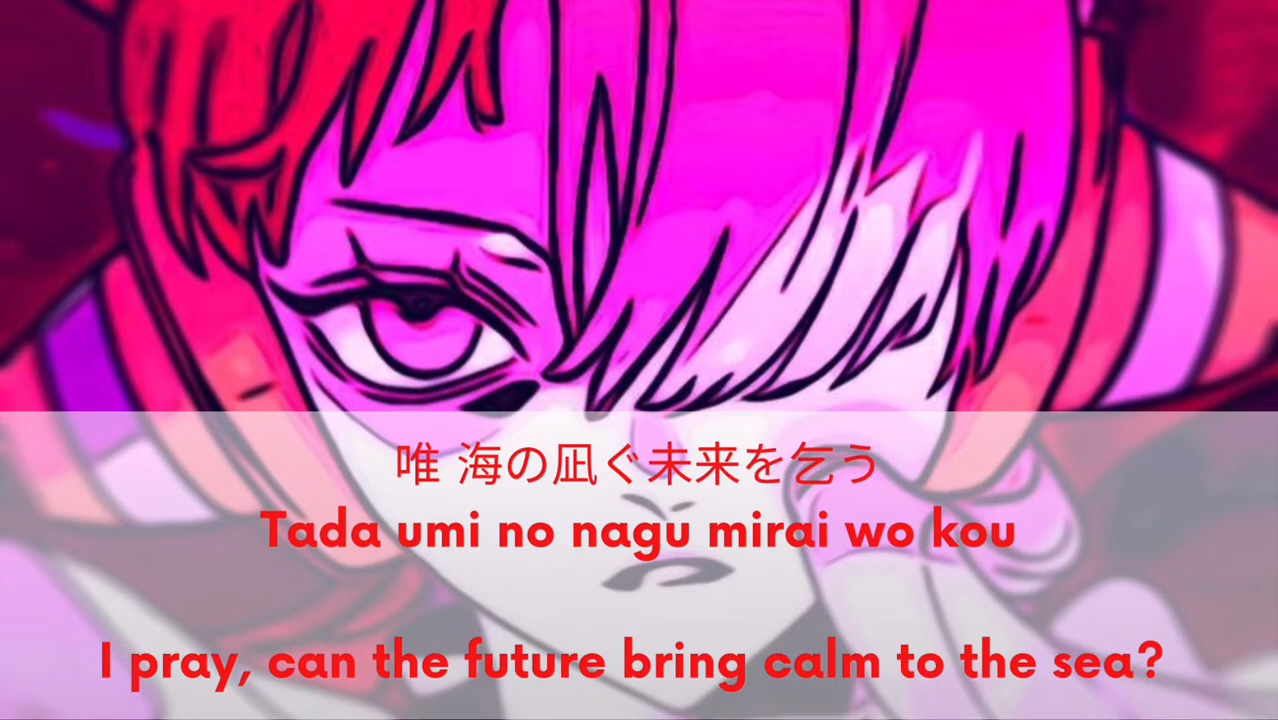 唯 海の凪ぐ未来を乞う
Tada umi no nagu mirai wo kou
I pray, can the future bring calm to the sea?